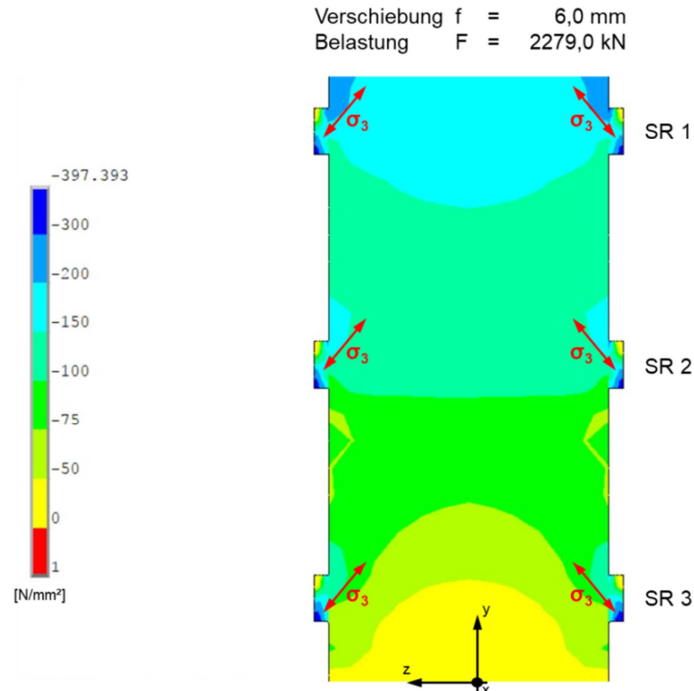 Verschiebung f = 6,0 mm
Belastung F = 2279,0 kN
σ3 σ3 SR 1
-397.393
-300
-200
-150
-100
-75
-50
0
1
[N/mm²]
σ3 σ3 SR 2
σ3 σ3 SR 3
y
z
x